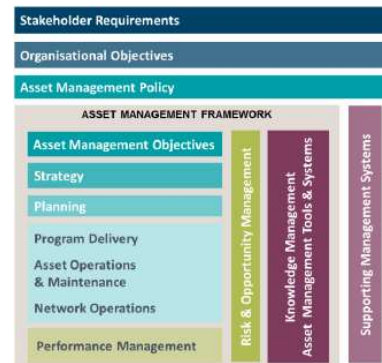 Stakeholder Requirements
Organisational Objectives
Asset Management Policy
ASSET MANAGEMENT FRAMEWORK
Asset Management Objectives
Strategy
Planning
Program Delivery
Asset Operations
& Maintenance
Network Operations
Performance Management
Risk & Opportunity Management
Knowledge Management
Asset Management Tools & Systems
Supporting Management Systems